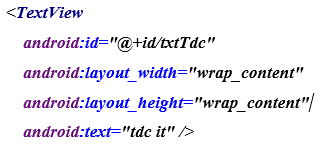 <TextView
android:id="@+id/txtTdc"
android:layout_width="wrap_content"
android:layout_height="wrap_content"
android:text="tdc it" />